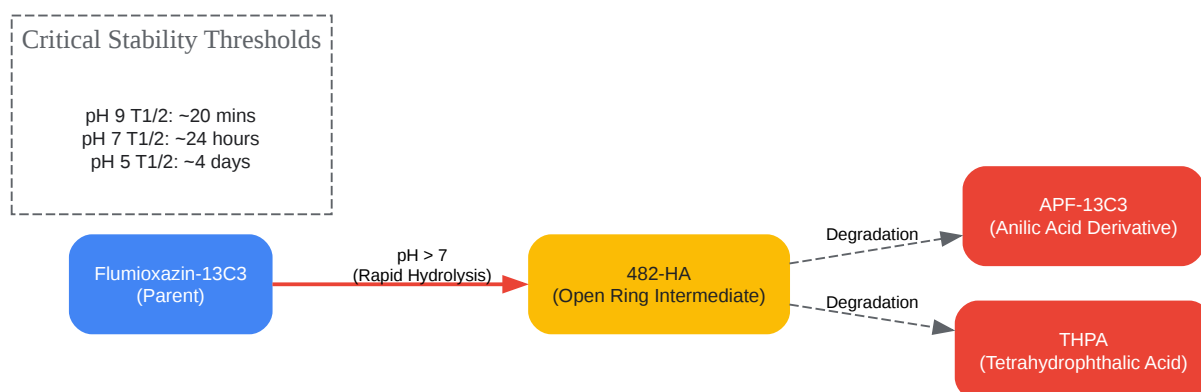 Critical Stability Thresholds
pH 9 T1/2: ~20 mins
pH 7 T1/2: ~24 hours
pH 5 T1/2: ~4 days
Flumioxazin-13C3
(Parent)
pH > 7
(Rapid Hydrolysis)
482-HA
(Open Ring Intermediate)
Degradation
APF-13C3
(Anilic Acid Derivative)
Degradation
THPA
(Tetrahydrophthalic Acid)